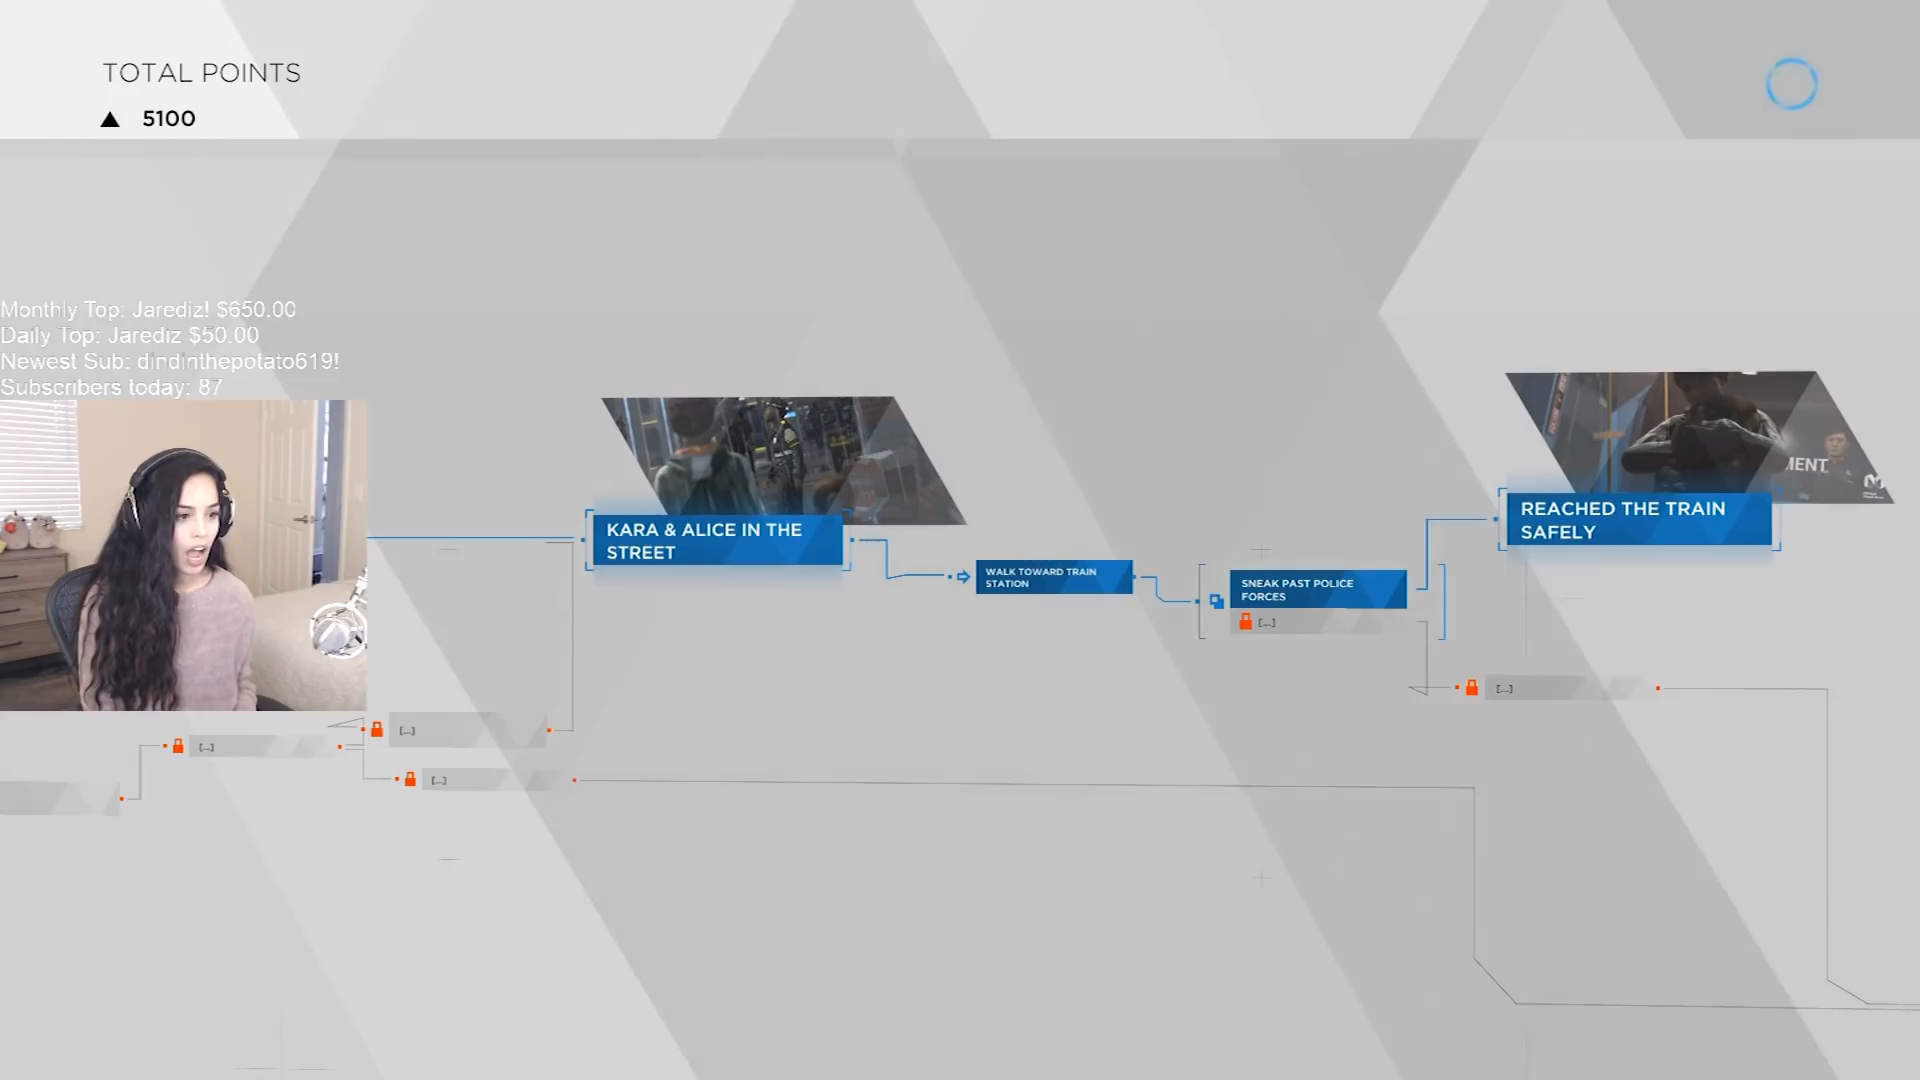 TOTAL POINTS
5100
Monthly Top: Jarediz! $650.00
Daily Top: Jarediz $50.00
Newest Sub: dindinthepotato619!
Subscribers today: 87
KARA & ALICE IN THE
STREET
WALK TOWARD TRAIN
STATION
SNEAK PAST POLICE
FORCES
[...]
REACHED THE TRAIN
SAFELY
MENT
[...]
[...]
[...]
[...]